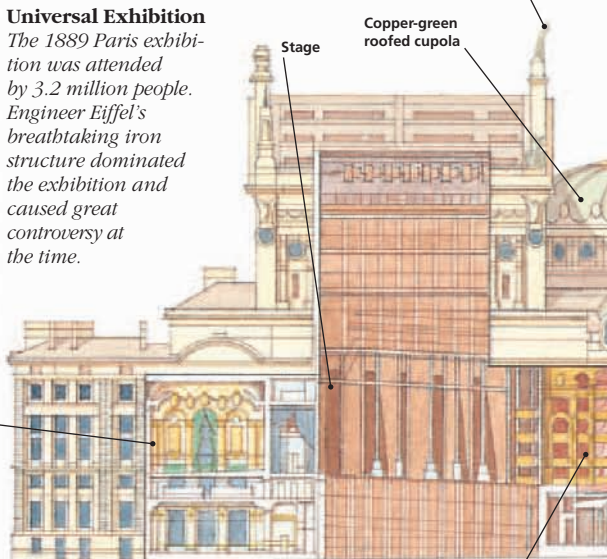 Universal Exhibition
The 1889 Paris exhibi-
tion was attended
by 3.2 million people.
Engineer Eiffel's
breathtaking iron
structure dominated
the exhibition and
caused great
controversy at
the time.
Stage
Copper-green
roofed cupola